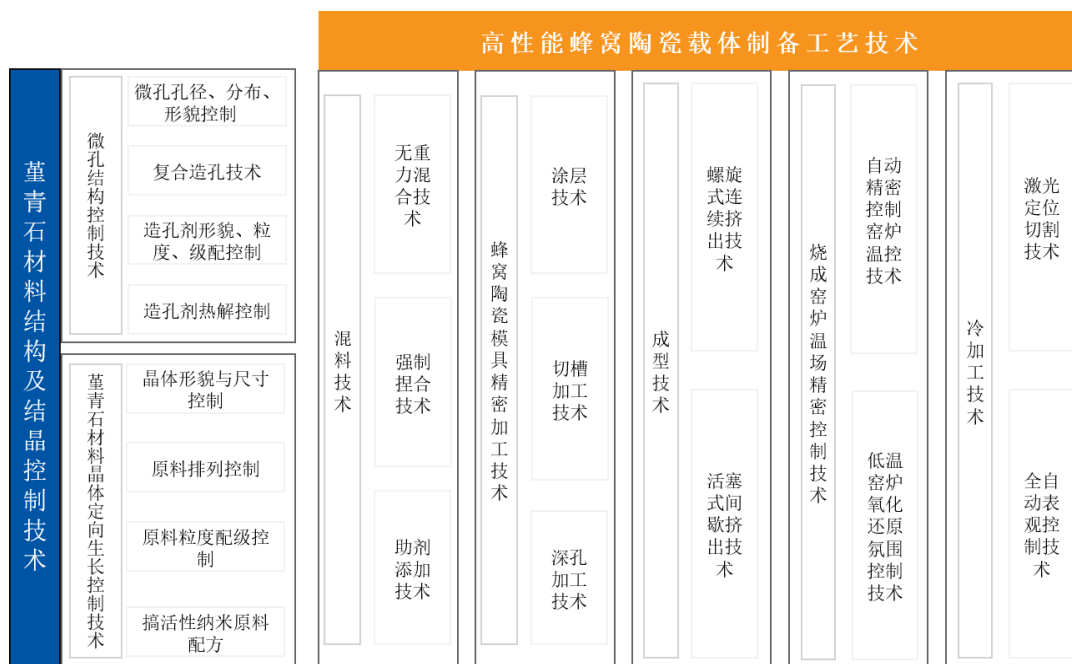 高性能蜂窝陶瓷载体制备工艺技术
堇青石材料结构及结晶控制技术
微孔结构控制技术
微孔孔径、分布、
形貌控制
复合造孔技术
造孔剂形貌、粒
度、级配控制
造孔剂热解控制
堇青石材料晶体定向生长控制技术
晶体形貌与尺寸
控制
原料排列控制
原料粒度配级控
制
搞活性纳米原料
配方
混料技术
无重
力混
合技
术
强制
捏合
技术
助剂
添加
技术
蜂窝陶瓷模具精密加工技术
涂层
技术
切槽
加工
技术
深孔
加工
技术
成型技术
螺旋
式连
续挤
出技
术
活塞
式间
歇挤
出技
术
烧成窑炉温场精密控制技术
自动
精密
控制
窑炉
温控
技术
低温
窑炉
氧化
还原
氛围
控制
技术
冷加工技术
激光
定位
切割
技术
全自
动表
观控
制技
术